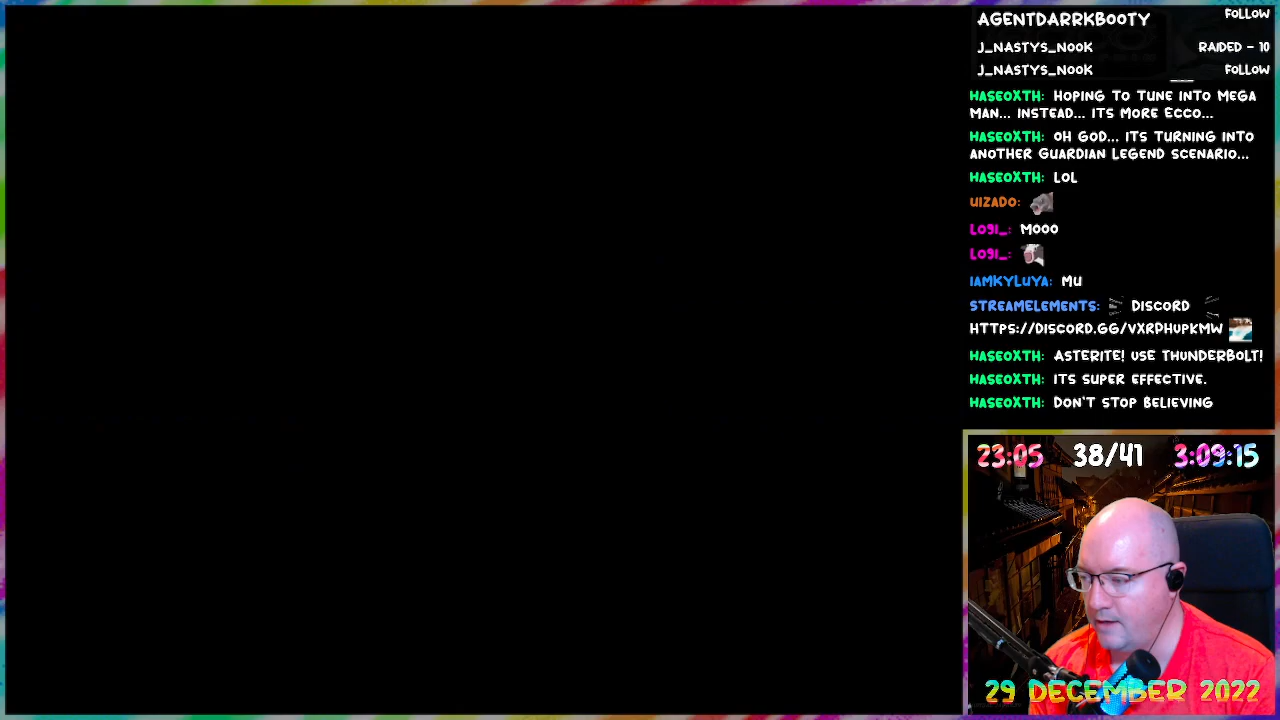 AGENTDARRKBOOTY FOLLOW
J_NASTYS_NOOK RAIDED - 10
J_NASTYS_NOOK FOLLOW
HASEOXTH: HOPING TO TUNE INTO MEGA
MAN... INSTEAD... ITS MORE ECCO...
HASEOXTH: OH GOD... ITS TURNING INTO
ANOTHER GUARDIAN LEGEND SCENARIO...
HASEOXTH: LOL
UIZADO:
LO9I_: MOOO
LO9I_:
IAMKYLUYA: MU
STREAMELEMENTS: DISCORD
HTTPS://DISCORD.GG/VXRPHUPKMW
HASEOXTH: ASTERITE! USE THUNDERBOLT!
HASEOXTH: ITS SUPER EFFECTIVE.
HASEOXTH: DON'T STOP BELIEVING
23:05 38/41 3:09:15
29 DECEMBER 2022